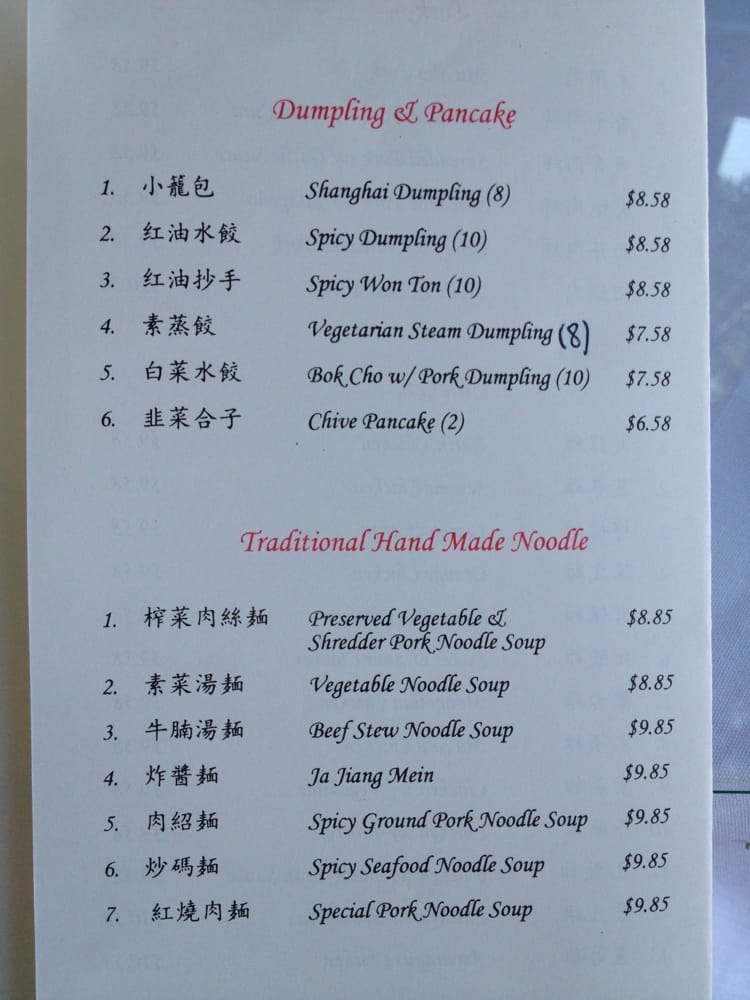 Dumpling & Pancake
1. 小籠包 Shanghai Dumpling (8) $8.58
2. 红油水餃 Spicy Dumpling (10) $8.58
3. 红油抄手 Spicy Won Ton (10) $8.58
4. 素蒸餃 Vegetarian Steam Dumpling (8) $7.58
5. 白菜水餃 Bok Cho w/ Pork Dumpling (10) $7.58
6. 韭菜合子 Chive Pancake (2) $6.58
Traditional Hand Made Noodle
1. 榨菜肉絲麵 Preserved Vegetable & $8.85
Shredder Pork Noodle Soup
2. 素菜湯麵 Vegetable Noodle Soup $8.85
3. 牛腩湯麵 Beef Stew Noodle Soup $9.85
4. 炸醬麵 Ja Jiang Mein $9.85
5. 肉紹麵 Spicy Ground Pork Noodle Soup $9.85
6. 炒碼麵 Spicy Seafood Noodle Soup $9.85
7. 紅燒肉麵 Special Pork Noodle Soup $9.85